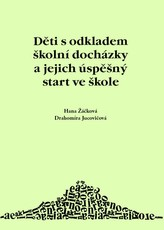 Děti s odkladem
školní docházky
a jejich úspěšný
start ve škole
Hana Žáčková
Drahomíra Jucovičová